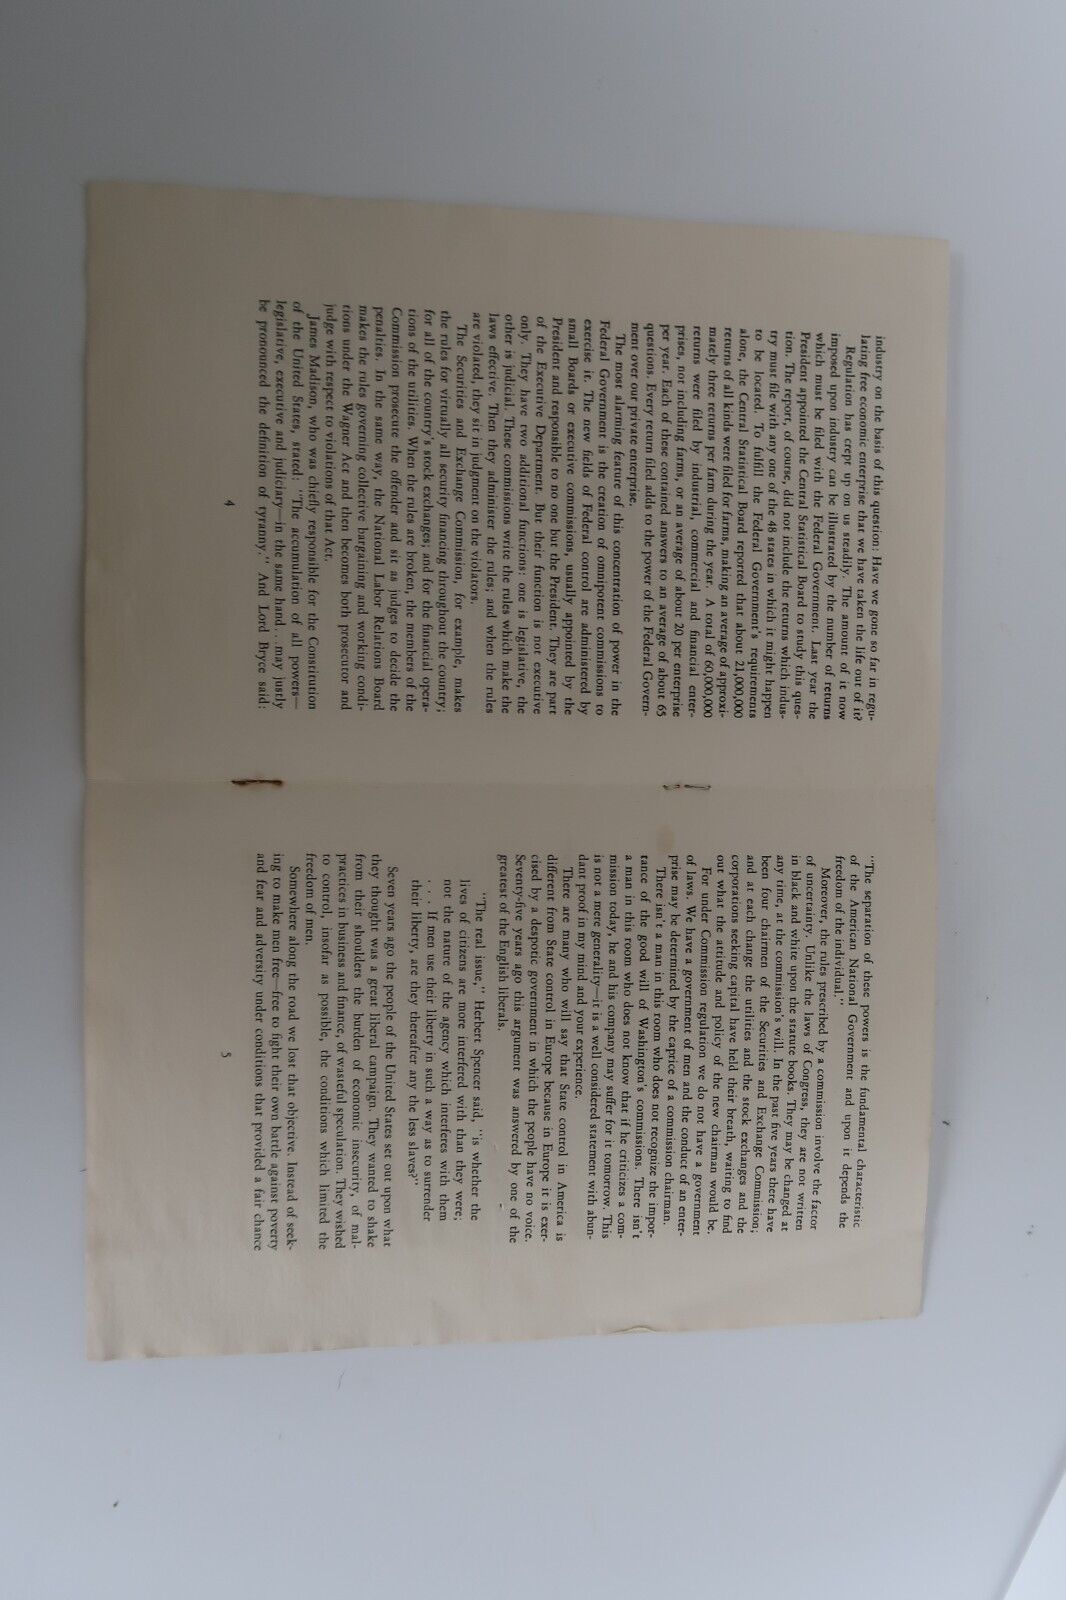 industry on the basis of this question: Have we gone so far in regu-
lating free economic enterprise that we have taken the life out of it?
Regulation has crept up on us steadily. The amount of it now
imposed upon industry can be illustrated by the number of returns
which must be filed with the Federal Government. Last year the
President appointed the Central Statistical Board to study this ques-
tion. The report, of course, did not include the returns which indus-
try must file with any one of the 48 states in which it might happen
to be located. To fulfill the Federal Government's requirements
alone, the Central Statistical Board reported that about 21,000,000
returns of all kinds were filed for farms, making an average of approxi-
mately three returns per farm during the year. A total of 60,000,000
returns were filed by industrial, commercial and financial enter-
prises, not including farms, or an average of about 20 per enterprise
per year. Each of these contained answers to an average of about 65
questions. Every return filed adds to the power of the Federal Govern-
ment over our private enterprise.
The most alarming feature of this concentration of power in the
Federal Government is the creation of omnipotent commissions to
exercise it. The new fields of Federal control are administered by
small Boards or executive commissions, usually appointed by the
President and responsible to no one but the President. They are part
of the Executive Department. But their function is not executive
only. They have two additional functions: one is legislative, the
other is judicial. These commissions write the rules which make the
laws effective. Then they administer the rules; and when the rules
are violated, they sit in judgment on the violators.
The Securities and Exchange Commission, for example, makes
the rules for virtually all security financing throughout the country;
for all of the country's stock exchanges; and for the financial opera-
tions of the utilities. When the rules are broken, the members of the
Commission prosecute the offender and sit as judges to decide the
penalties. In the same way, the National Labor Relations Board
makes the rules governing collective bargaining and working condi-
tions under the Wagner Act and then becomes both prosecutor and
judge with respect to violations of that Act.
James Madison, who was chiefly responsible for the Constitution
of the United States, stated: "The accumulation of all powers—
legislative, executive and judiciary—in the same hand . . may justly
be pronounced the definition of tyranny." And Lord Bryce said:
4
"The separation of these powers is the fundamental characteristic
of the American National Government and upon it depends the
freedom of the individual."
Moreover, the rules prescribed by a commission involve the factor
of uncertainty. Unlike the laws of Congress, they are not written
in black and white upon the statute books. They may be changed at
any time, at the commission's will. In the past five years there have
been four chairmen of the Securities and Exchange Commission;
and at each change the utilities and the stock exchanges and the
corporations seeking capital have held their breath, waiting to find
out what the attitude and policy of the new chairman would be.
For under Commission regulation we do not have a government
of laws. We have a government of men and the conduct of an enter-
prise may be determined by the caprice of a commission chairman.
There isn't a man in this room who does not recognize the impor-
tance of the good will of Washington's commissions. There isn't
a man in this room who does not know that if he criticizes a com-
mission today, he and his company may suffer for it tomorrow. This
is not a mere generality—it is a well considered statement with abun-
dant proof in my mind and your experience.
There are many who will say that State control in America is
different from State control in Europe because in Europe it is exer-
cised by a despotic government in which the people have no voice.
Seventy-five years ago this argument was answered by one of the
greatest of the English liberals.
"The real issue," Herbert Spencer said, "is whether the
lives of citizens are more interfered with than they were;
not the nature of the agency which interferes with them
. . . . If men use their liberty in such a way as to surrender
their liberty, are they thereafter any the less slaves?"
Seven years ago the people of the United States set out upon what
they thought was a great liberal campaign. They wanted to shake
from their shoulders the burden of economic insecurity, of mal-
practices in business and finance, of wasteful speculation. They wished
to control, insofar as possible, the conditions which limited the
freedom of men.
Somewhere along the road we lost that objective. Instead of seek-
ing to make men free—free to fight their own battle against poverty
and fear and adversity under conditions that provided a fair chance
5